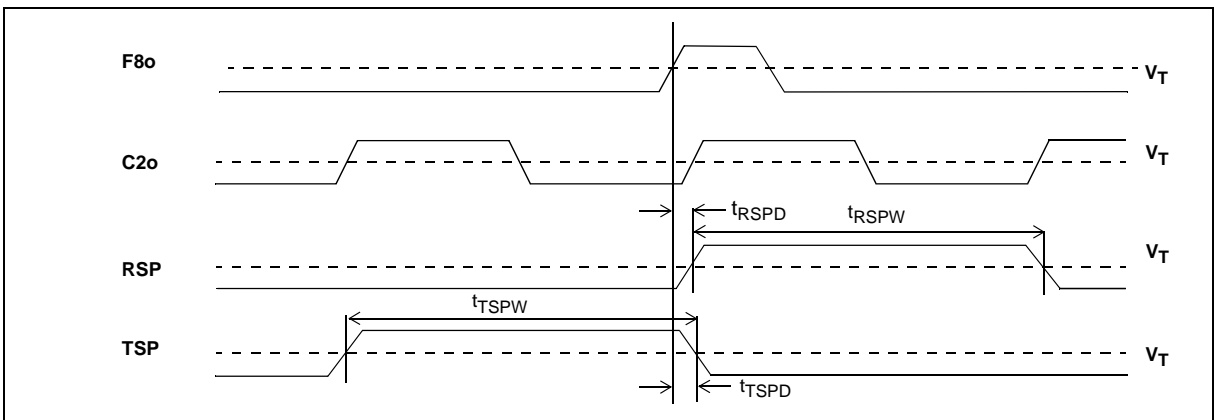 F8o
VT
C2o
VT
tRSPD
tRSPW
RSP
VT
tTSPW
TSP
VT
tTSPD